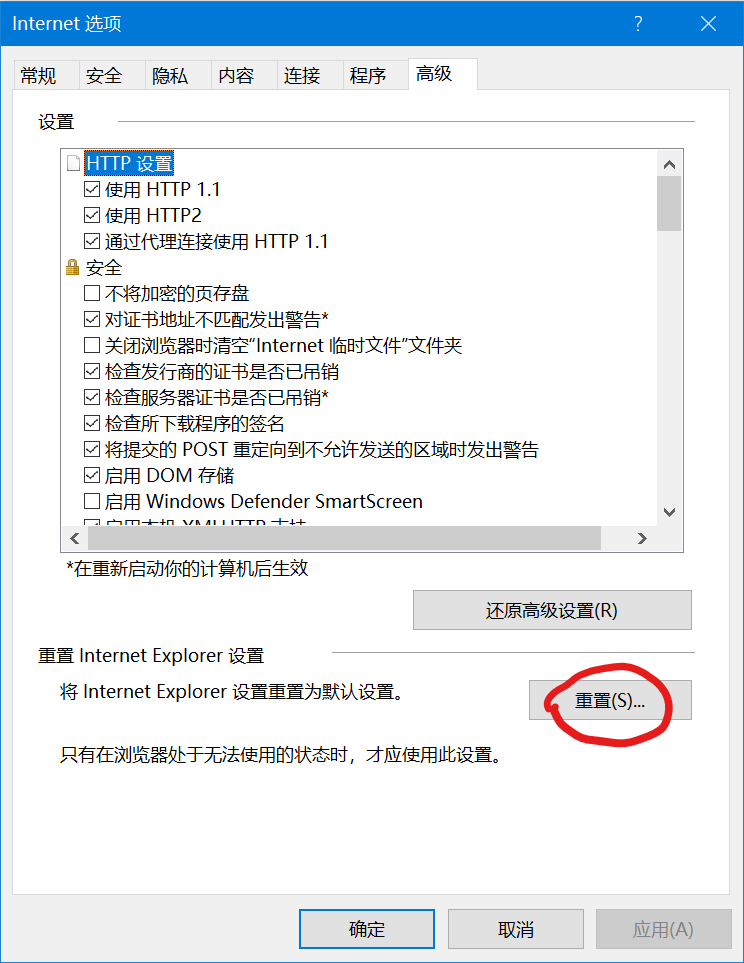 Internet 选项
常规 安全 隐私 内容 连接 程序 高级
设置
HTTP 设置
使用 HTTP 1.1
使用 HTTP2
通过代理连接使用 HTTP 1.1
安全
不将加密的页存盘
对证书地址不匹配发出警告*
关闭浏览器时清空“Internet 临时文件”文件夹
检查发行商的证书是否已吊销
检查服务器证书是否已吊销*
检查所下载程序的签名
将提交的 POST 重定向到不允许发送的区域时发出警告
启用 DOM 存储
启用 Windows Defender SmartScreen
启用本机 XMLHTTP 支持
*在重新启动你的计算机后生效
还原高级设置(R)
重置 Internet Explorer 设置
将 Internet Explorer 设置重置为默认设置。
重置(S)...
只有在浏览器处于无法使用的状态时，才应使用此设置。
确定 取消 应用(A)